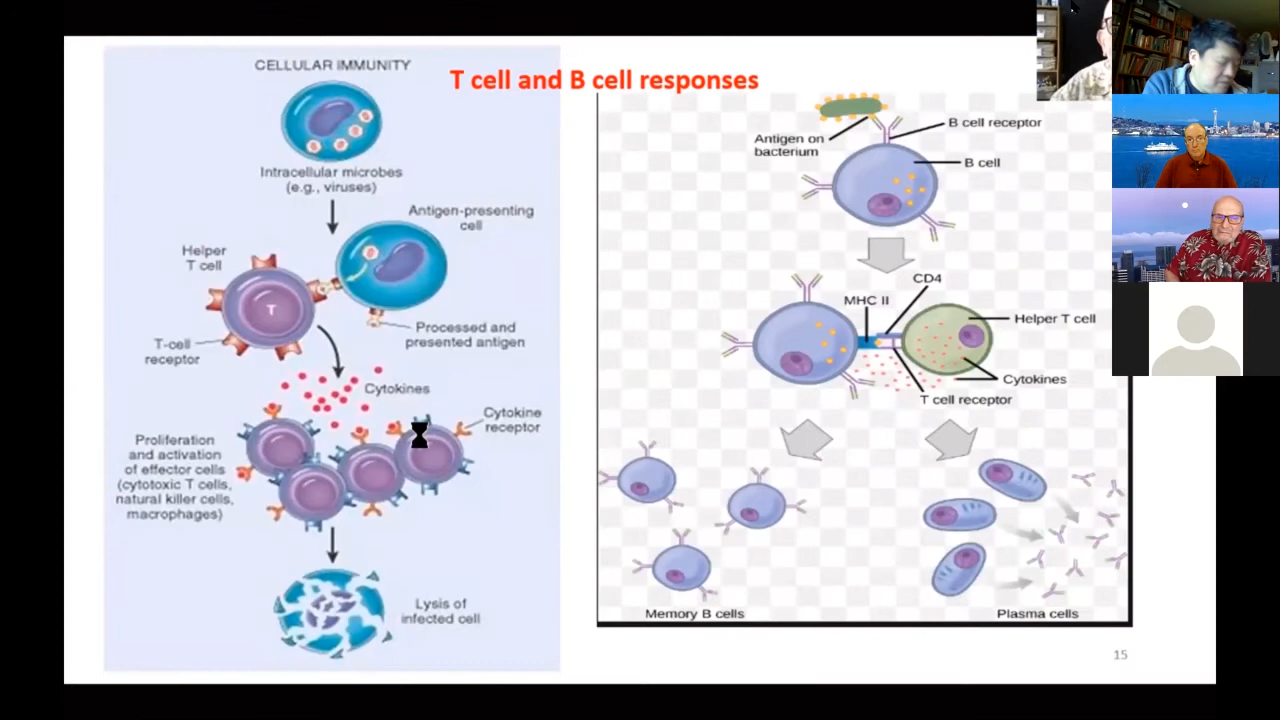 T cell and B cell responses
CELLULAR IMMUNITY
Intracellular microbes
(e.g., viruses)
Antigen-presenting
cell
Helper
T cell
T
T-cell
receptor
Processed and
presented antigen
Cytokines
Cytokine
receptor
Proliferation
and activation
of effector cells
(cytotoxic T cells,
natural killer cells,
macrophages)
Lysis of
infected cell
Antigen on
bacterium
B cell receptor
B cell
CD4
MHC II
Helper T cell
Cytokines
T cell receptor
Memory B cells
Plasma cells
15